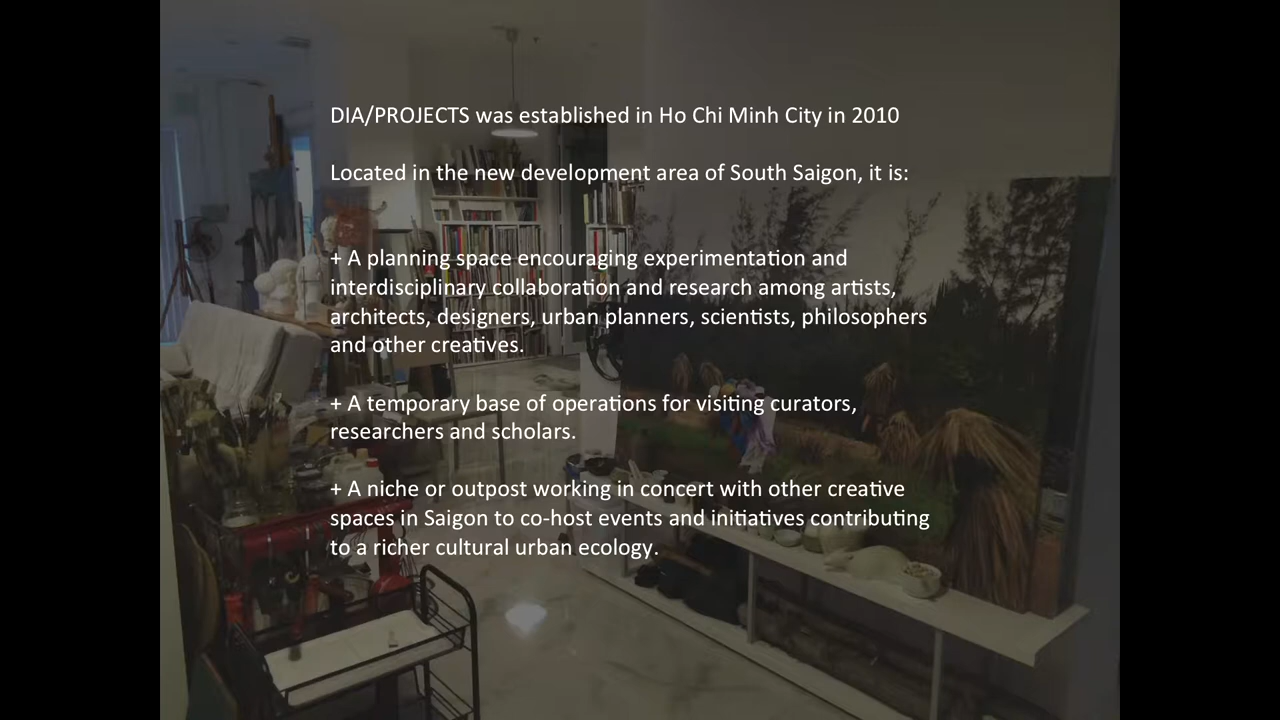 DIA/PROJECTS was established in Ho Chi Minh City in 2010
Located in the new development area of South Saigon, it is:
+ A planning space encouraging experimentation and
interdisciplinary collaboration and research among artists,
architects, designers, urban planners, scientists, philosophers
and other creatives.
+ A temporary base of operations for visiting curators,
researchers and scholars.
+ A niche or outpost working in concert with other creative
spaces in Saigon to co-host events and initiatives contributing
to a richer cultural urban ecology.